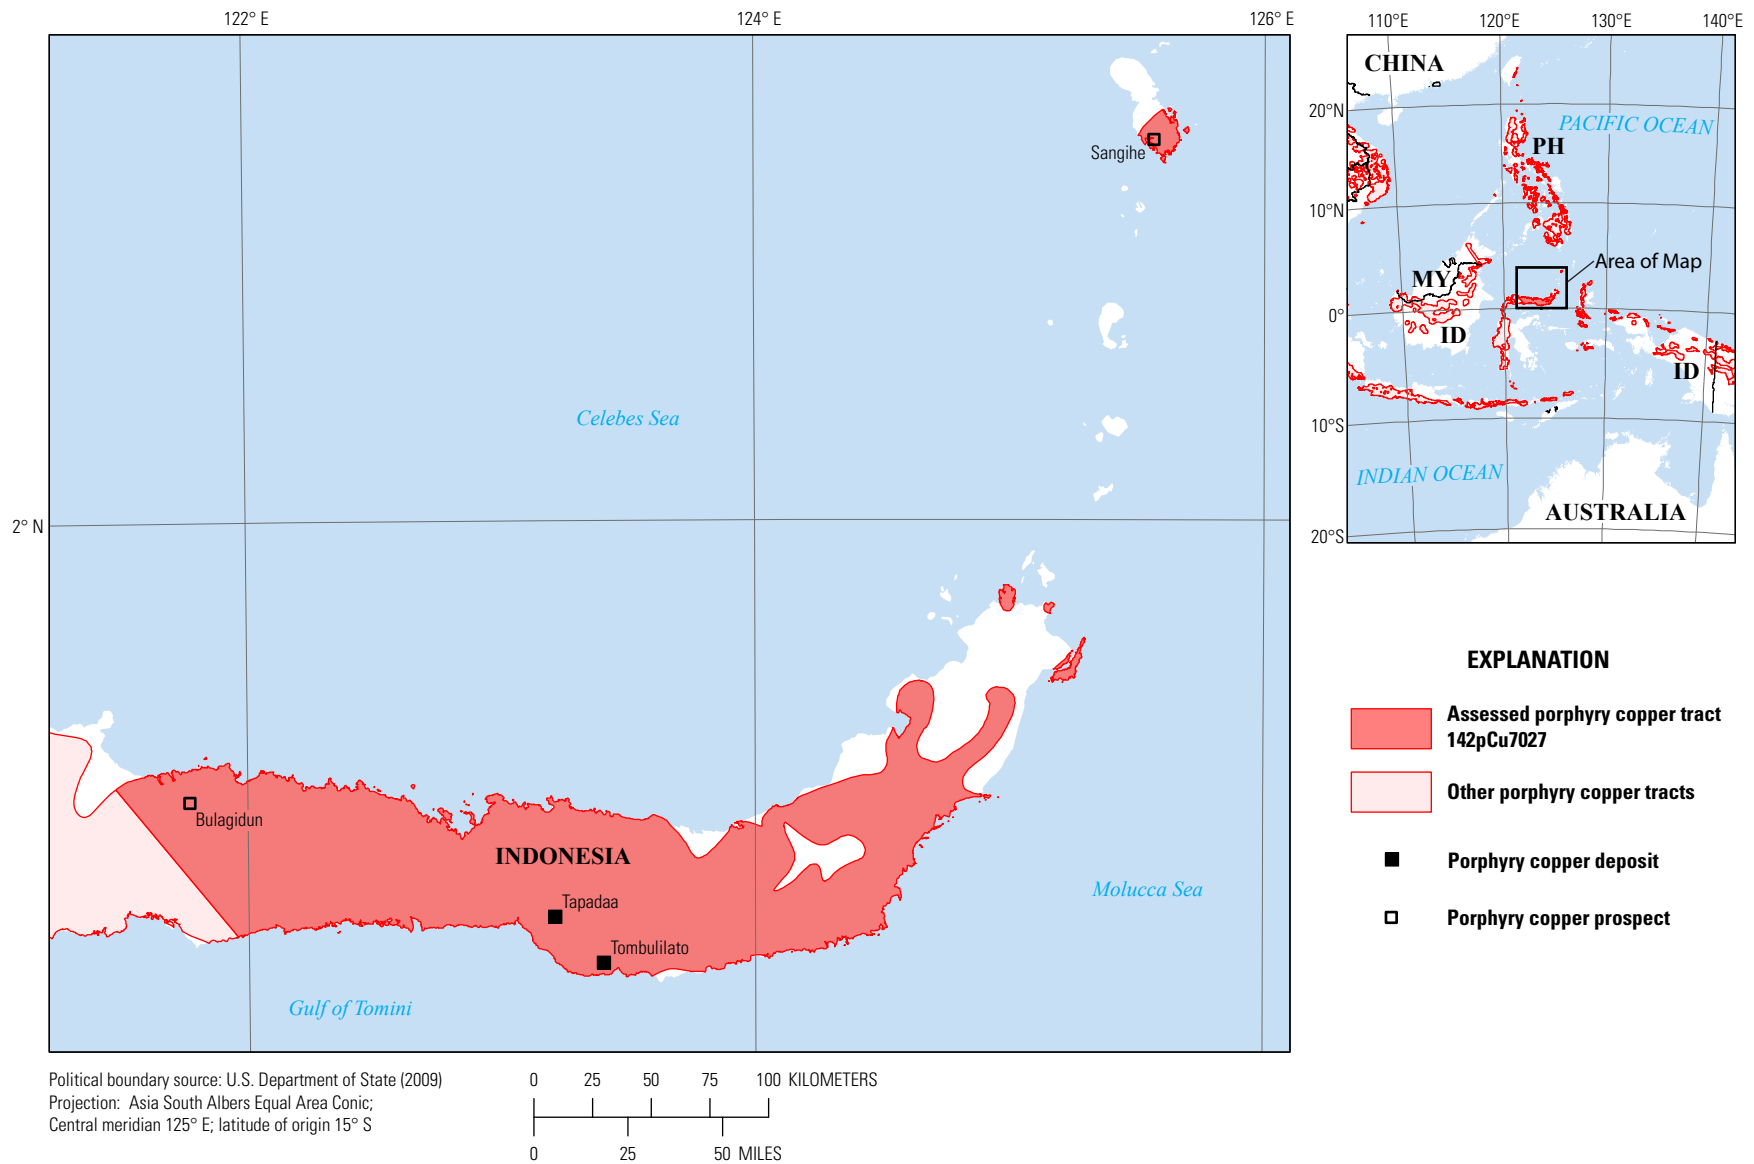 122° E
124° E
126° E
2° N
Sangihe
Celebes Sea
Bulagidun
INDONESIA
Tapadaa
Tombulilato
Molucca Sea
Gulf of Tomini
110°E
120°E
130°E
140°E
CHINA
20°N
PACIFIC OCEAN
PH
10°N
Area of Map
MY
0°
ID
ID
10°S
INDIAN OCEAN
AUSTRALIA
20°S
EXPLANATION
Assessed porphyry copper tract
142pCu7027
Other porphyry copper tracts
Porphyry copper deposit
Porphyry copper prospect
Political boundary source: U.S. Department of State (2009)
Projection: Asia South Albers Equal Area Conic;
Central meridian 125° E; latitude of origin 15° S
0 25 50 75 100 KILOMETERS
0 25 50 MILES